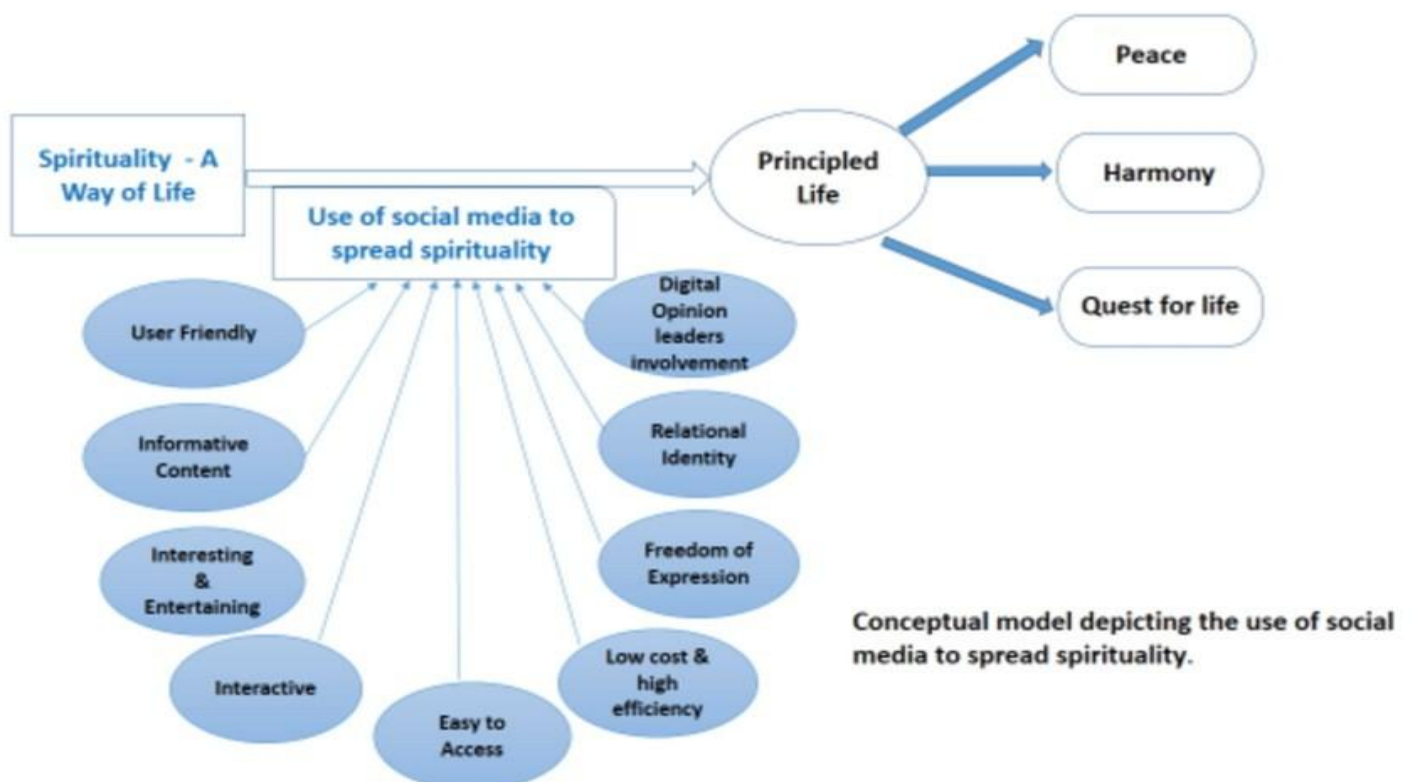 Spirituality - A
Way of Life
Use of social media to
spread spirituality
Principled
Life
Peace
Harmony
Quest for life
User Friendly
Informative
Content
Interesting
&
Entertaining
Interactive
Easy to
Access
Low cost &
high
efficiency
Freedom of
Expression
Relational
Identity
Digital
Opinion
leaders
involvement
Conceptual model depicting the use of social
media to spread spirituality.